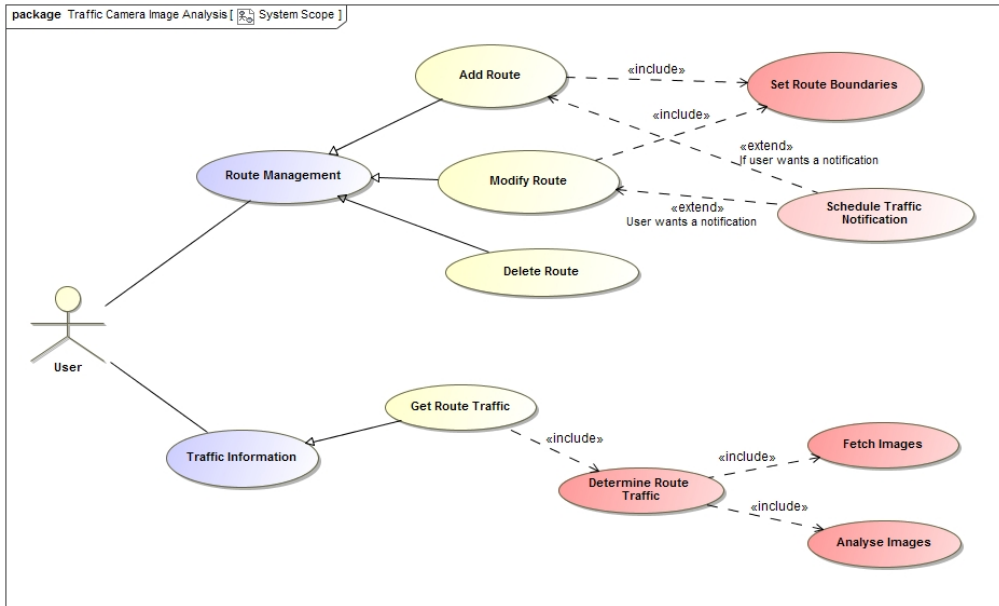 package Traffic Camera Image Analysis [ System Scope ]
Add Route
«include»
Set Route Boundaries
«include»
«extend»
If user wants a notification
Route Management
Modify Route
«extend»
User wants a notification
Schedule Traffic
Notification
Delete Route
User
Get Route Traffic
«include»
Traffic Information
Determine Route
Traffic
«include»
Fetch Images
«include»
Analyse Images